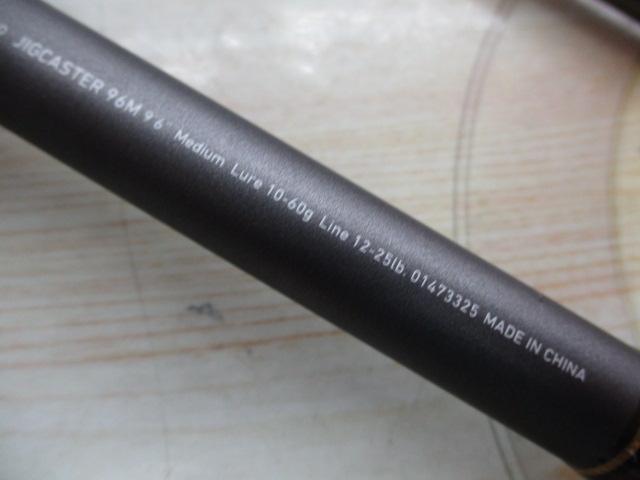 JIGCASTER 96M 9'6" Medium Lure 10-60g Line 12-25lb. 01473325 MADE IN CHINA